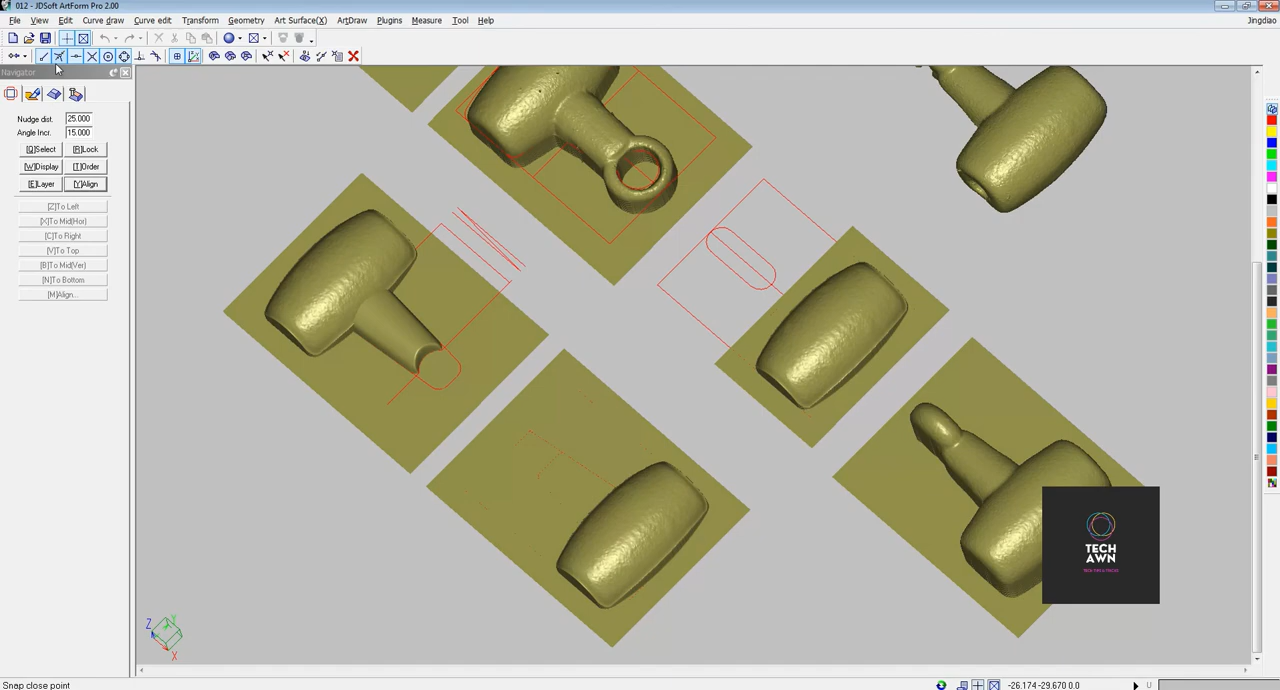 012 - JDSoft ArtForm Pro 2.00
File View Edit Curve draw Curve edit Transform Geometry Art Surface(X) ArtDraw Plugins Measure Tool Help Jingdiao
Navigator
Nudge dist. 25.000
Angle Incr. 15.000
[Q]Select [R]Lock
[W]Display [T]Order
[E]Layer [Y]Align
[Z]To Left
[X]To Mid(Hor)
[C]To Right
[V]To Top
[B]To Mid(Ver)
[N]To Bottom
[M]Align...
TECH
AWN
Z Y
X
Snap close point -26.174 -29.670 0.0 U